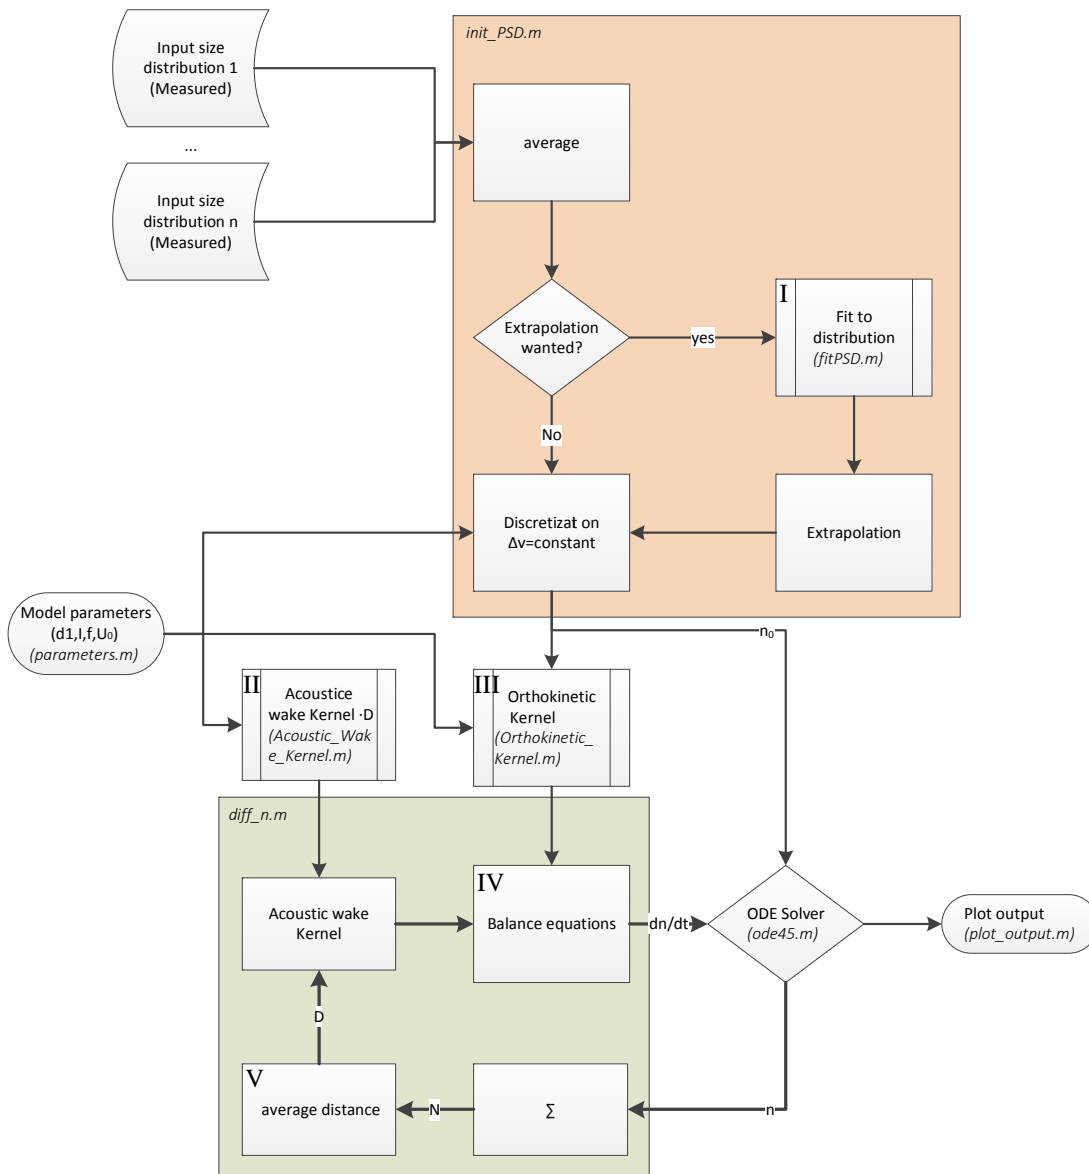 Input size
distribution 1
(Measured)
...
Input size
distribution n
(Measured)
init_PSD.m
average
Extrapolation
wanted?
yes
I
Fit to
distribution
(fitPSD.m)
No
Discretizat on
Δv=constant
Extrapolation
Model parameters
(d1,I,f,U₀)
(parameters.m)
n₀
II
Acoustice
wake Kernel ·D
(Acoustic_Wak
e_Kernel.m)
III
Orthokinetic
Kernel
(Orthokinetic_
Kernel.m)
diff_n.m
Acoustic wake
Kernel
IV
Balance equations
dn/dt
ODE Solver
(ode45.m)
Plot output
(plot_output.m)
D
V
average distance
N
Σ
n